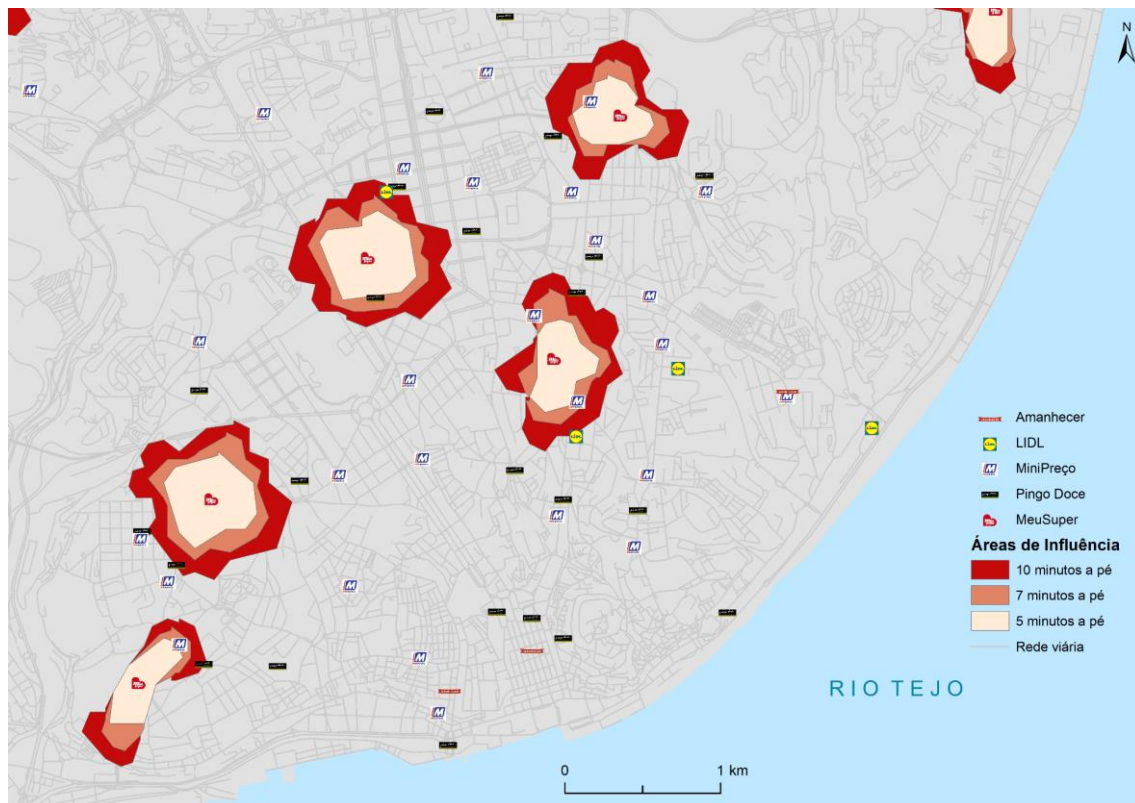 N
Amanhecer
LIDL
MiniPreço
Pingo Doce
MeuSuper
Áreas de Influência
10 minutos a pé
7 minutos a pé
5 minutos a pé
Rede viária
RIO TEJO
0 1 km